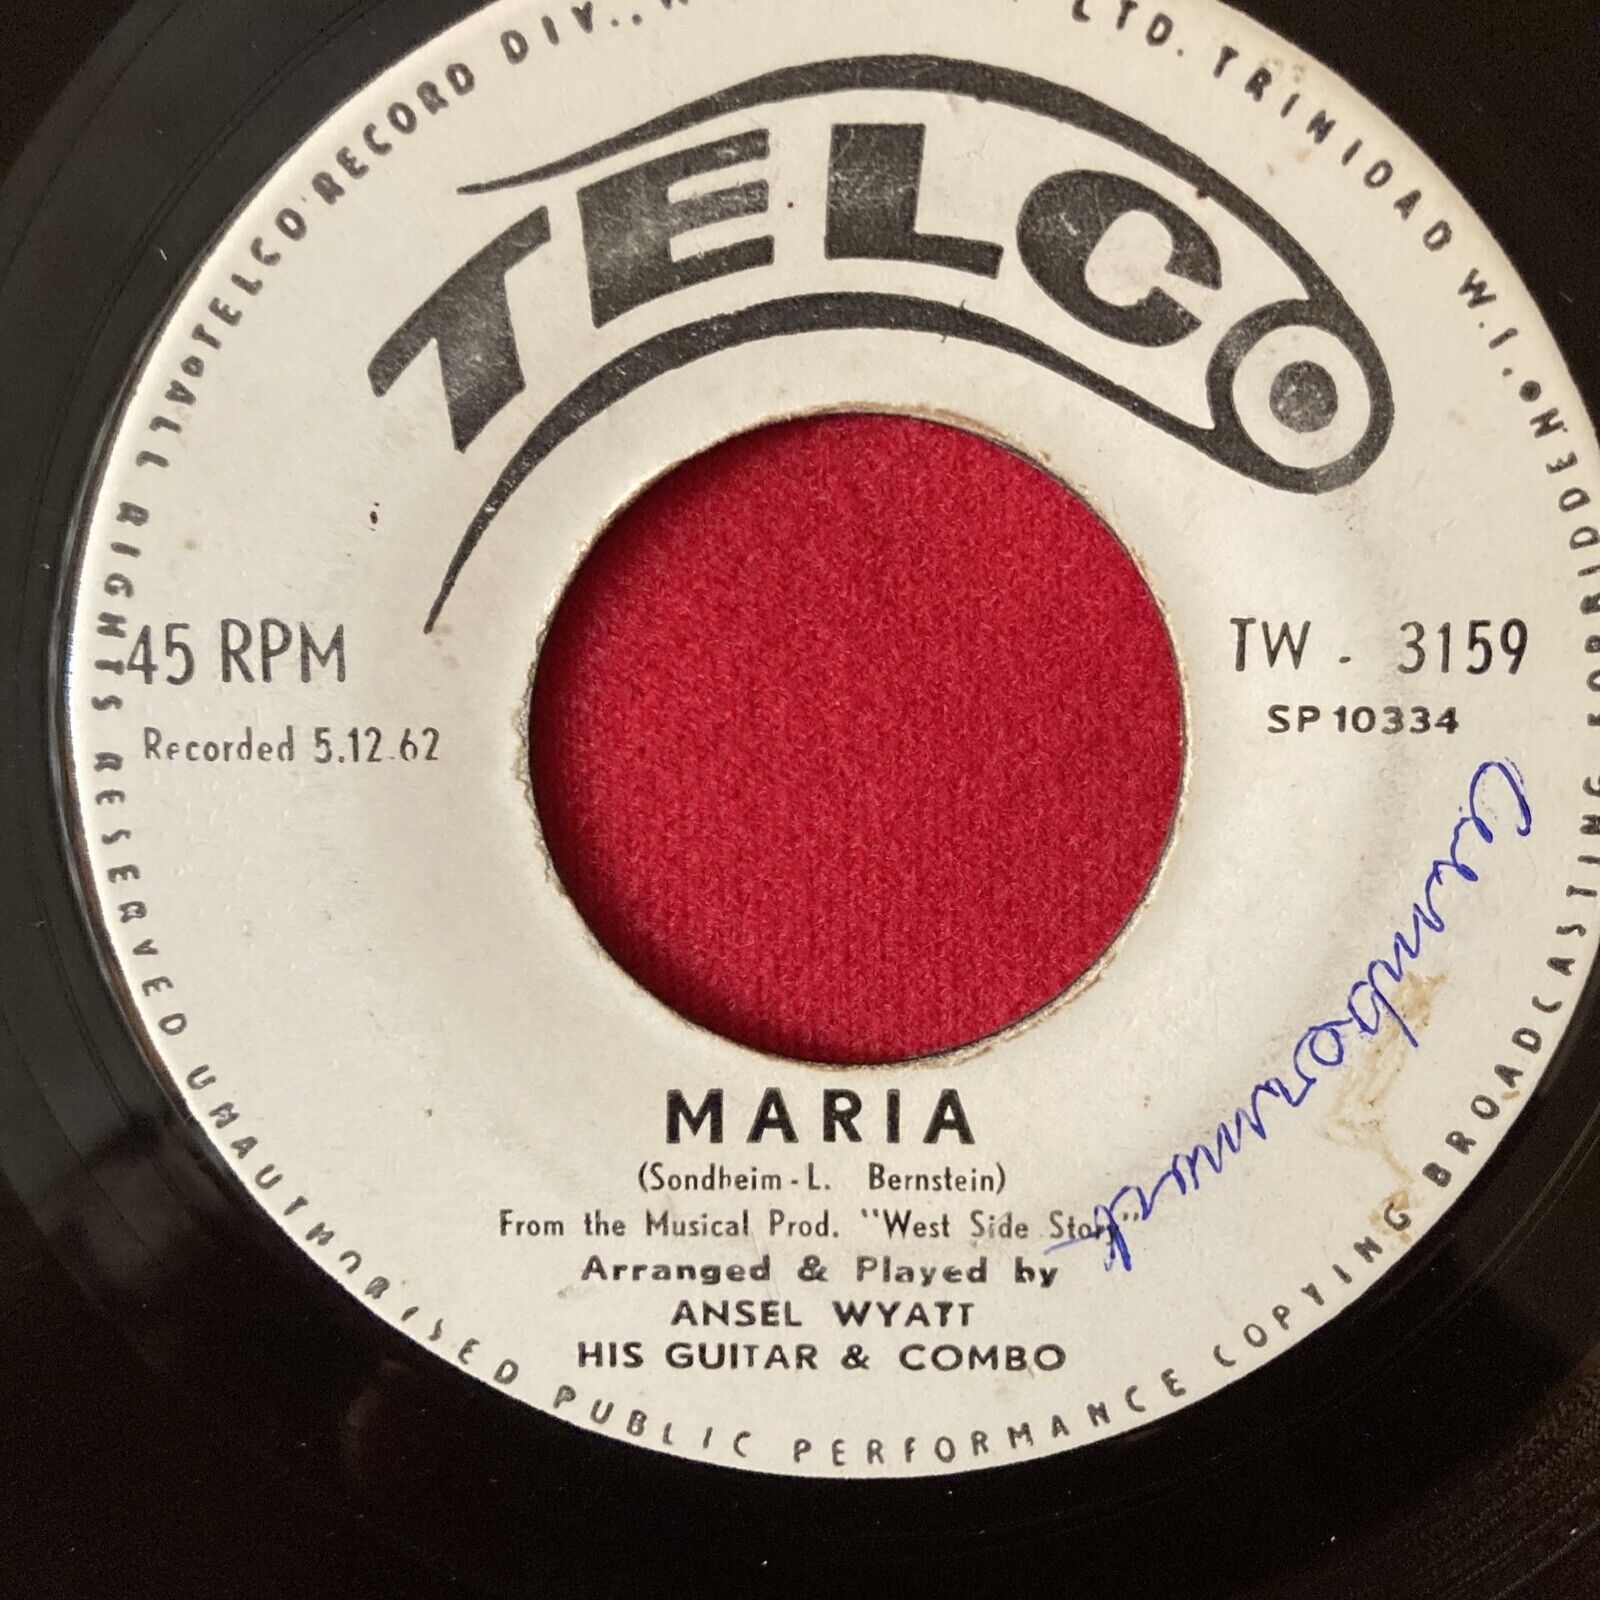 TELCO RECORD DIV.,
LTD. TRINIDAD W.I.
TELCO
45 RPM
Recorded 5.12.62
TW - 3159
SP 10334
MARIA
(Sondheim - L. Bernstein)
From the Musical Prod. "West Side Story"
Arranged & Played by
ANSEL WYATT
HIS GUITAR & COMBO
ALL RIGHTS RESERVED UNAUTHORISED PUBLIC PERFORMANCE COPYING BROADCASTING FORBIDDEN